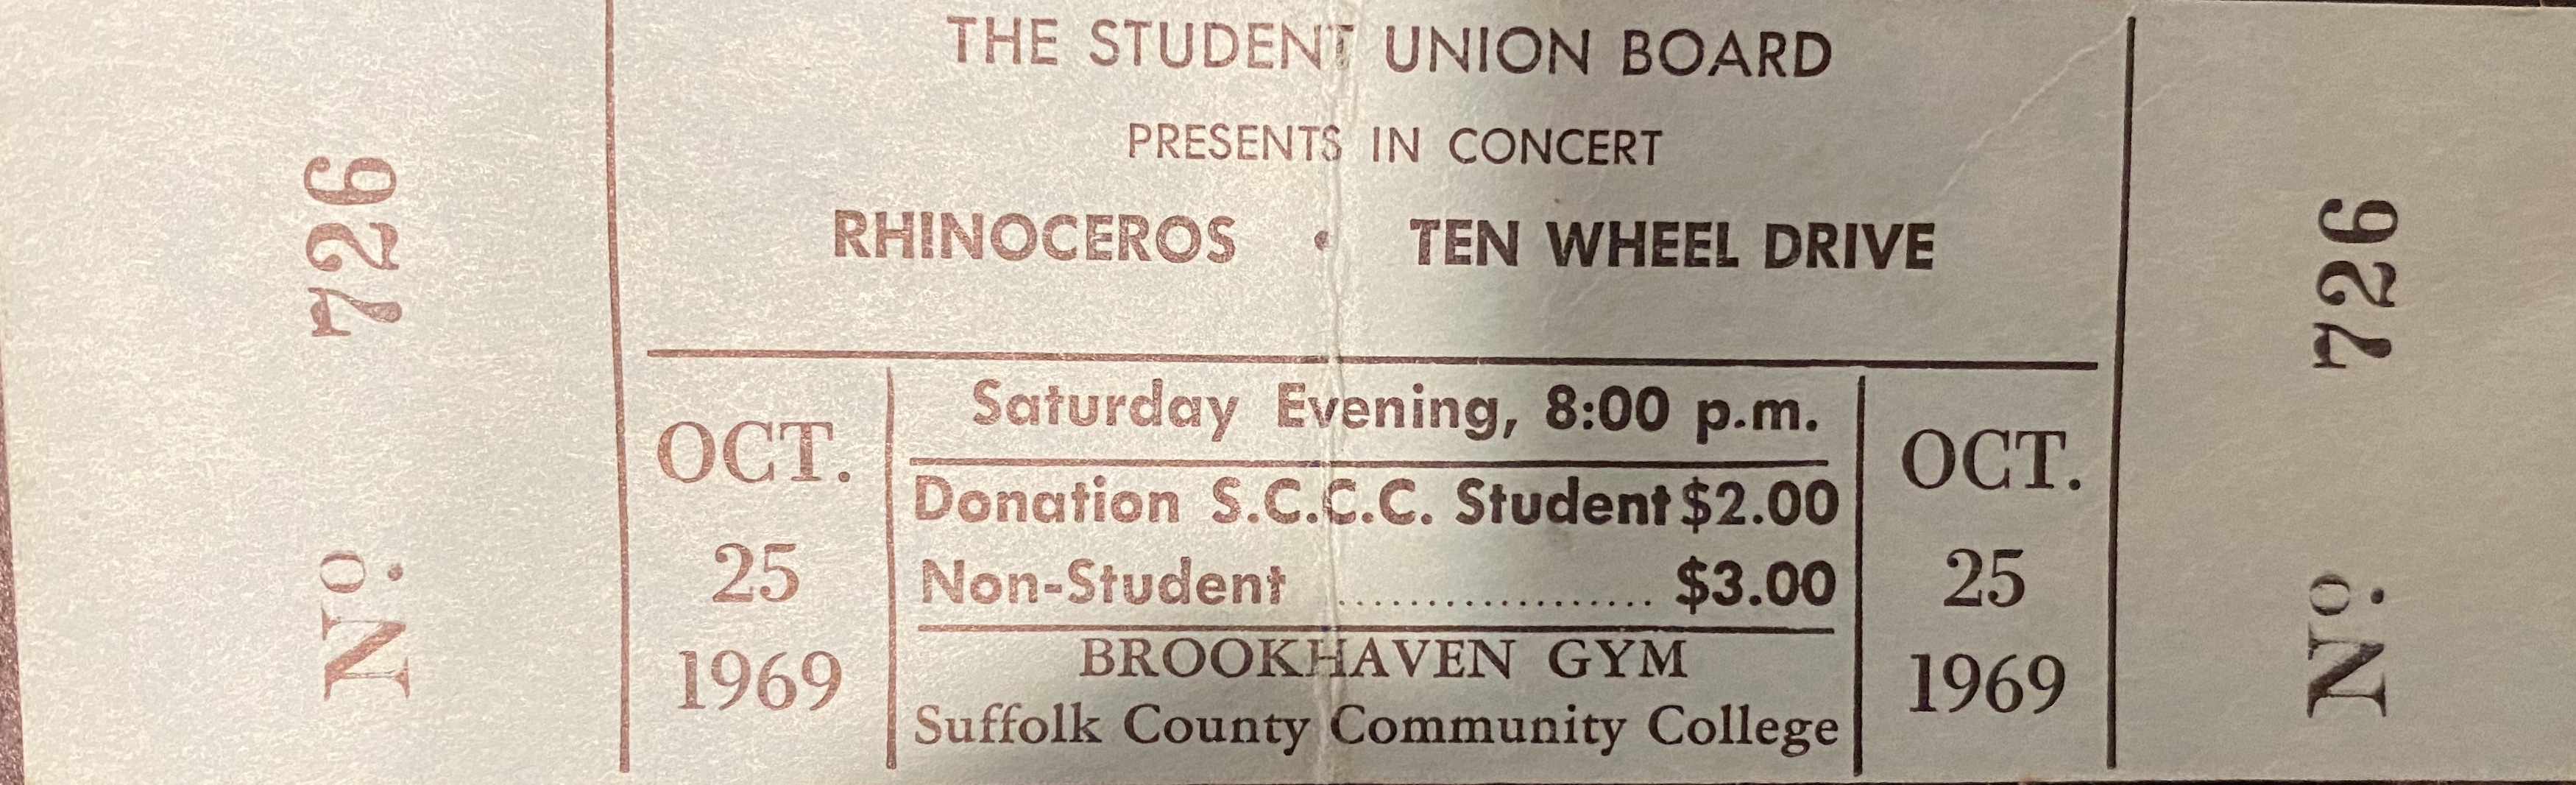 No. 726
THE STUDENT UNION BOARD
PRESENTS IN CONCERT
RHINOCEROS • TEN WHEEL DRIVE
OCT.
25
1969
Saturday Evening, 8:00 p.m.
Donation S.C.C.C. Student $2.00
Non-Student .................... $3.00
BROOKHAVEN GYM
Suffolk County Community College
OCT.
25
1969
No. 726